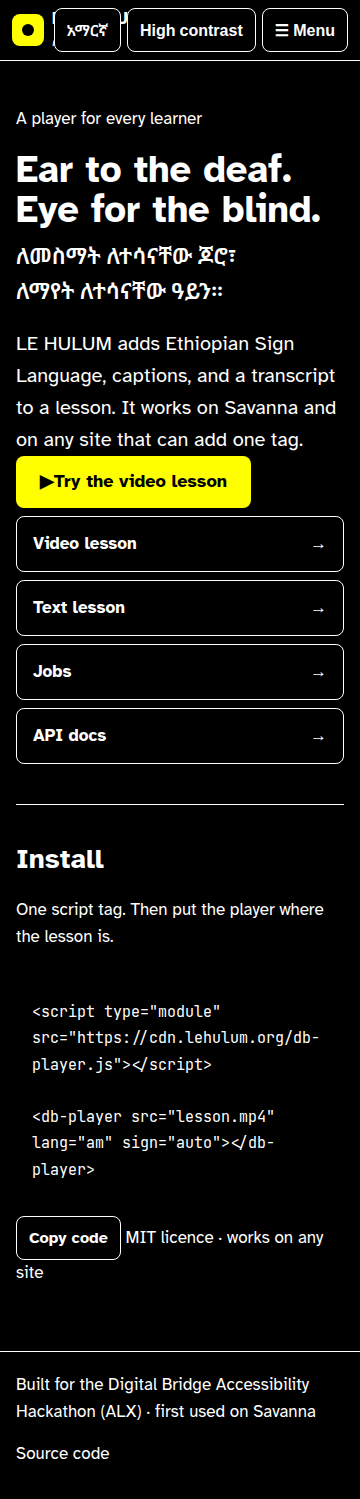 አማርኛ High contrast ☰ Menu
A player for every learner
Ear to the deaf.
Eye for the blind.
ለመስማት ለተሳናቸው ጆሮ፣
ለማየት ለተሳናቸው ዓይን።
LE HULUM adds Ethiopian Sign
Language, captions, and a transcript
to a lesson. It works on Savanna and
on any site that can add one tag.
▶Try the video lesson
Video lesson →
Text lesson →
Jobs →
API docs →
Install
One script tag. Then put the player where
the lesson is.
<script type="module"
src="https://cdn.lehulum.org/db-
player.js"></script>
<db-player src="lesson.mp4"
lang="am" sign="auto"></db-
player>
Copy code MIT licence · works on any
site
Built for the Digital Bridge Accessibility
Hackathon (ALX) · first used on Savanna
Source code